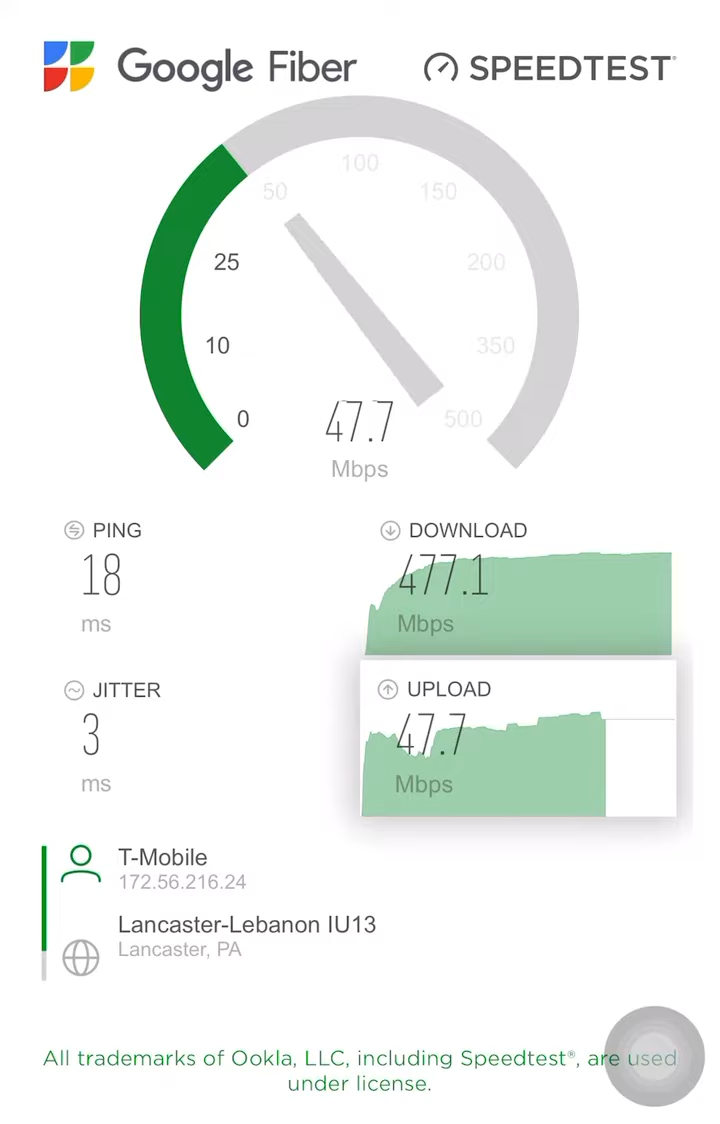 Google Fiber
SPEEDTEST®
100
50
150
25
200
10
350
0
500
47.7
Mbps
PING
18
ms
DOWNLOAD
477.1
Mbps
JITTER
3
ms
UPLOAD
47.7
Mbps
T-Mobile
172.56.216.24
Lancaster-Lebanon IU13
Lancaster, PA
All trademarks of Ookla, LLC, including Speedtest®, are used
under license.